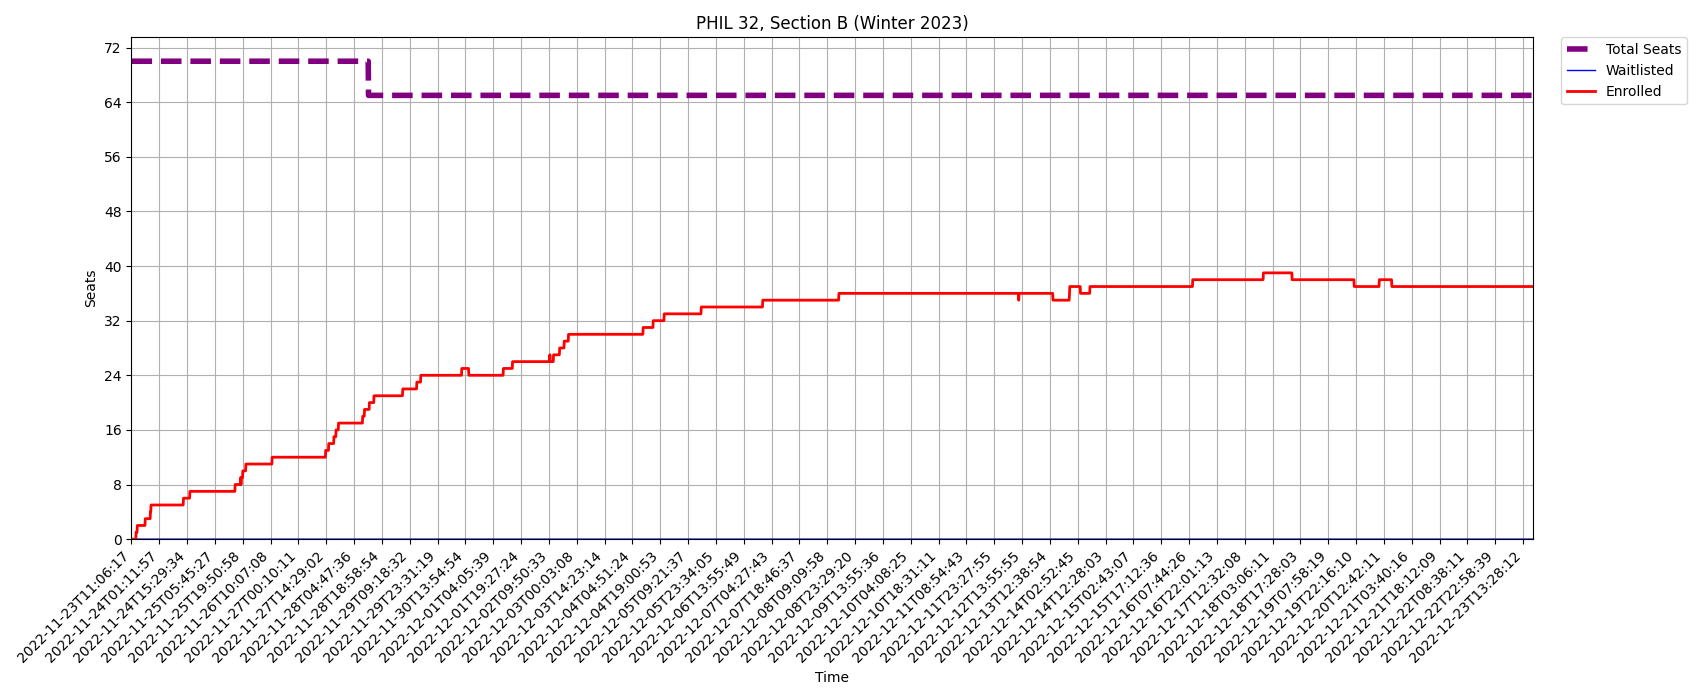 PHIL 32, Section B (Winter 2023)
Total Seats
Waitlisted
Enrolled
72
64
56
48
40
32
24
16
8
0
Seats
2022-11-23T11:06:17
2022-11-24T01:11:57
2022-11-24T15:29:34
2022-11-25T05:45:27
2022-11-25T19:50:58
2022-11-26T10:07:08
2022-11-27T00:10:11
2022-11-27T14:29:02
2022-11-28T04:47:36
2022-11-28T18:58:54
2022-11-29T09:18:32
2022-11-29T23:31:19
2022-11-30T13:54:54
2022-12-01T04:05:39
2022-12-01T19:27:24
2022-12-02T09:50:33
2022-12-03T00:03:08
2022-12-03T14:23:14
2022-12-04T04:51:24
2022-12-04T19:00:53
2022-12-05T09:21:37
2022-12-05T23:34:05
2022-12-06T13:55:49
2022-12-07T04:27:43
2022-12-07T18:46:37
2022-12-08T09:09:58
2022-12-08T23:29:20
2022-12-09T13:55:36
2022-12-10T04:08:25
2022-12-10T18:31:11
2022-12-11T08:54:43
2022-12-11T23:27:55
2022-12-12T13:55:55
2022-12-13T12:38:54
2022-12-14T02:52:45
2022-12-14T12:28:03
2022-12-15T02:43:07
2022-12-15T17:12:36
2022-12-16T07:44:26
2022-12-16T22:01:13
2022-12-17T12:32:08
2022-12-18T03:06:11
2022-12-18T17:28:03
2022-12-19T07:58:19
2022-12-19T22:16:10
2022-12-20T12:42:11
2022-12-21T03:40:16
2022-12-21T18:12:09
2022-12-22T08:38:11
2022-12-22T22:58:39
2022-12-23T13:28:12
Time